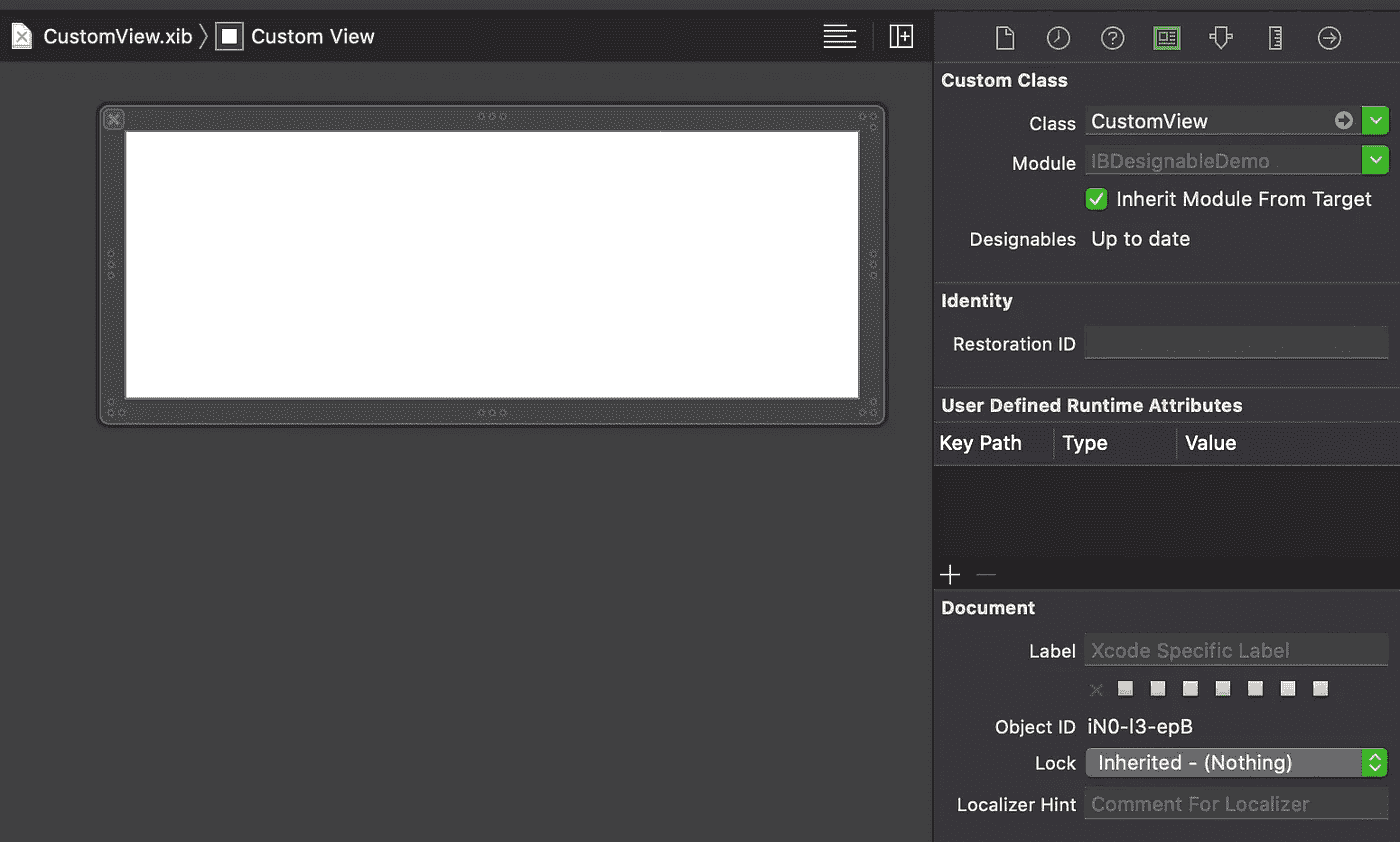 CustomView.xib Custom View
Custom Class
Class CustomView
Module IBDesignableDemo
Inherit Module From Target
Designables Up to date
Identity
Restoration ID
User Defined Runtime Attributes
Key Path Type Value
Document
Label Xcode Specific Label
Object ID iN0-l3-epB
Lock Inherited - (Nothing)
Localizer Hint Comment For Localizer